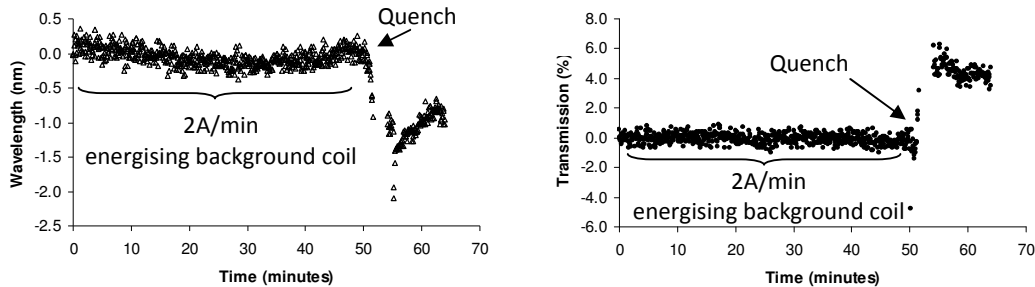 Wavelength (nm)
0.5
0.0
-0.5
-1.0
-1.5
-2.0
-2.5
Quench
2A/min
energising background coil
0 10 20 30 40 50 60 70
Time (minutes)
Transmission (%)
8.0
6.0
4.0
2.0
0.0
-2.0
-4.0
-6.0
Quench
2A/min
energising background coil
0 10 20 30 40 50 60 70
Time (minutes)